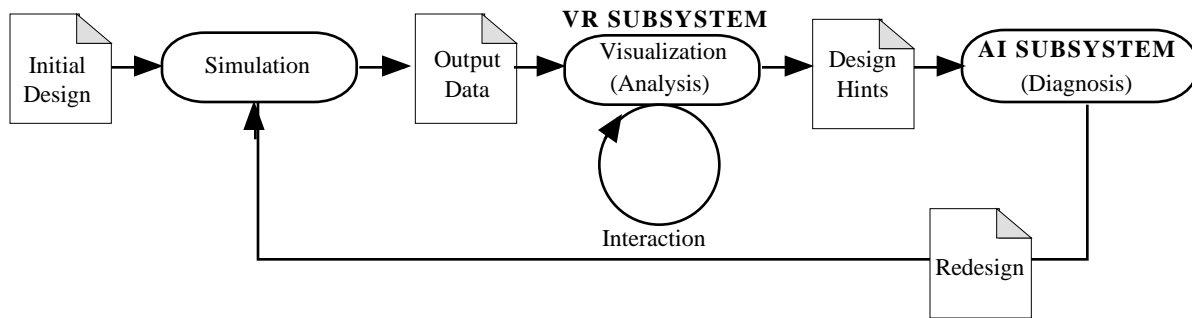 VR SUBSYSTEM
Initial
Design
Simulation
Output
Data
Visualization
(Analysis)
Design
Hints
AI SUBSYSTEM
(Diagnosis)
Interaction
Redesign